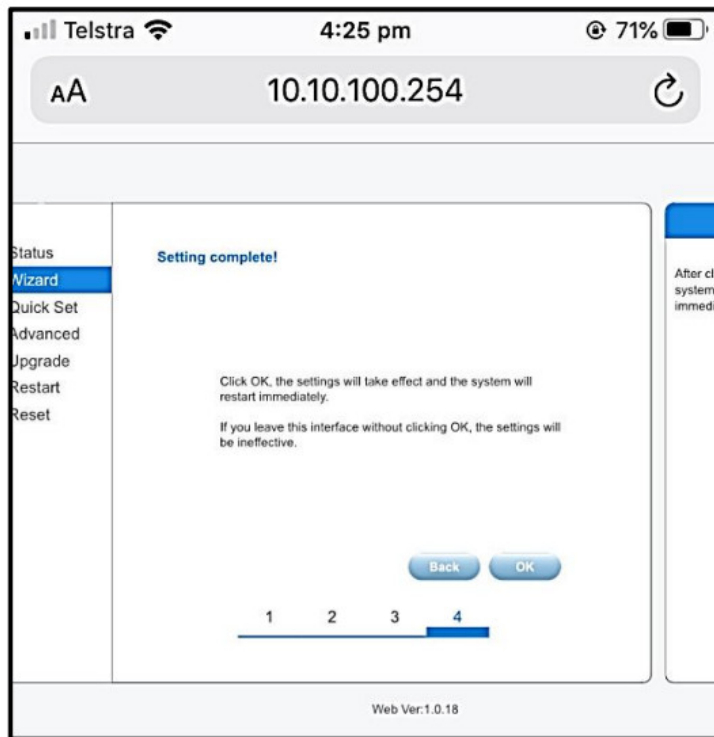 Telstra 4:25 pm 71%
AA 10.10.100.254
Status
Wizard
Quick Set
Advanced
Upgrade
Restart
Reset
Setting complete!
Click OK, the settings will take effect and the system will
restart immediately.
If you leave this interface without clicking OK, the settings will
be ineffective.
Back OK
1 2 3 4
After cl
system
immedi
Web Ver:1.0.18